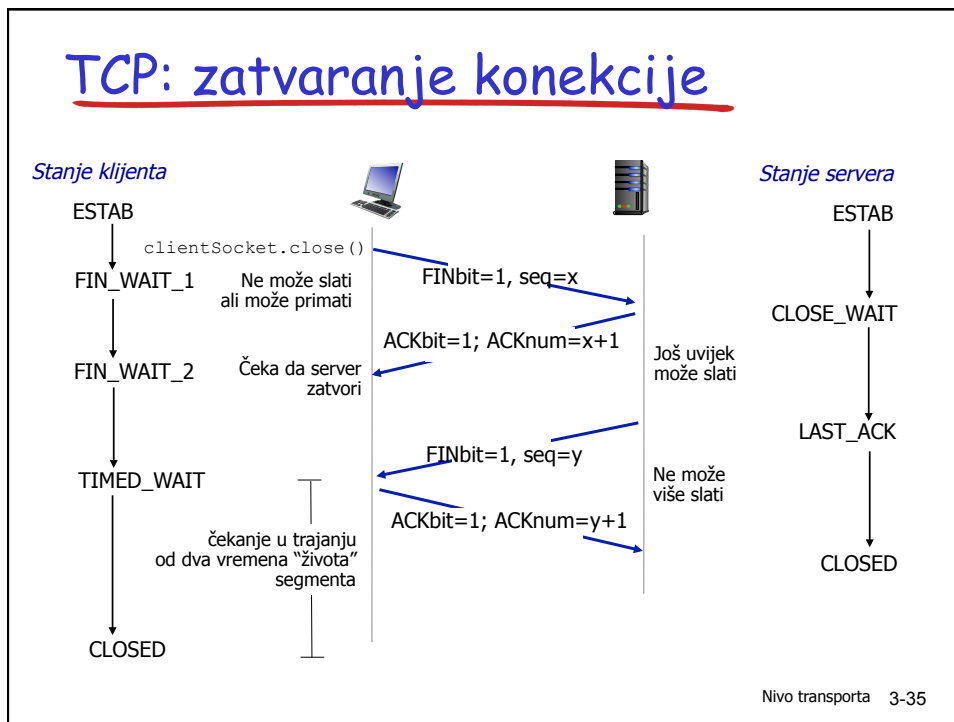 TCP: zatvaranje konekcije
Stanje klijenta
Stanje servera
ESTAB
ESTAB
clientSocket.close()
FIN_WAIT_1
Ne može slati
ali može primati
FINbit=1, seq=x
CLOSE_WAIT
ACKbit=1; ACKnum=x+1
FIN_WAIT_2
Čeka da server
zatvori
Još uvijek
može slati
LAST_ACK
FINbit=1, seq=y
TIMED_WAIT
Ne može
više slati
ACKbit=1; ACKnum=y+1
čekanje u trajanju
od dva vremena “života”
segmenta
CLOSED
CLOSED
Nivo transporta 3-35